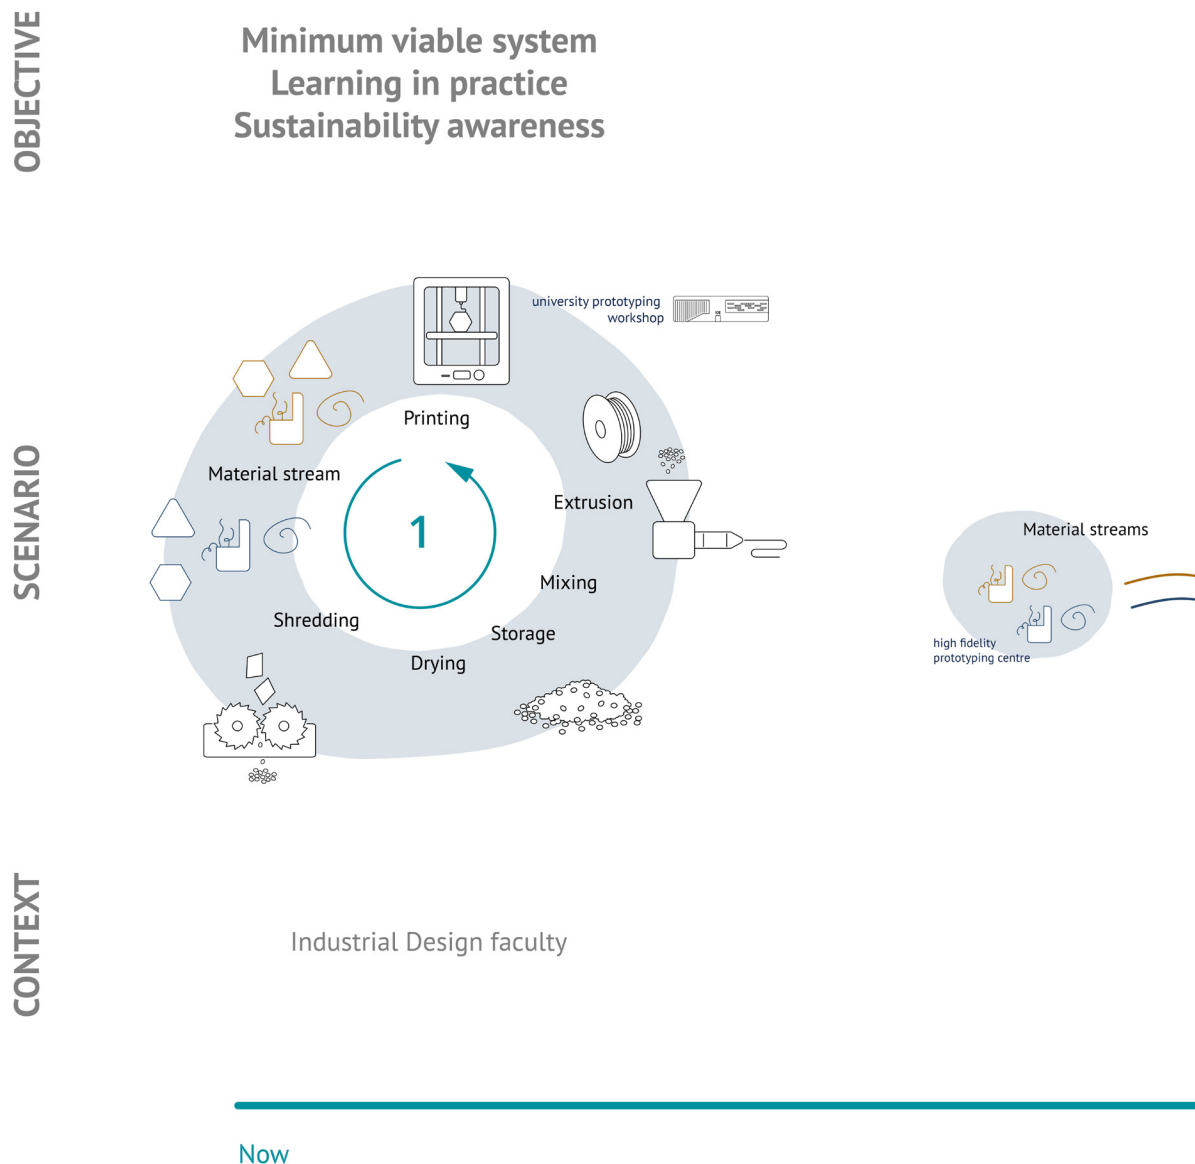 OBJECTIVE
Minimum viable system
Learning in practice
Sustainability awareness
SCENARIO
university prototyping
workshop
Printing
Material stream
Extrusion
1
Mixing
Shredding
Storage
Drying
Material streams
high fidelity
prototyping centre
CONTEXT
Industrial Design faculty
Now